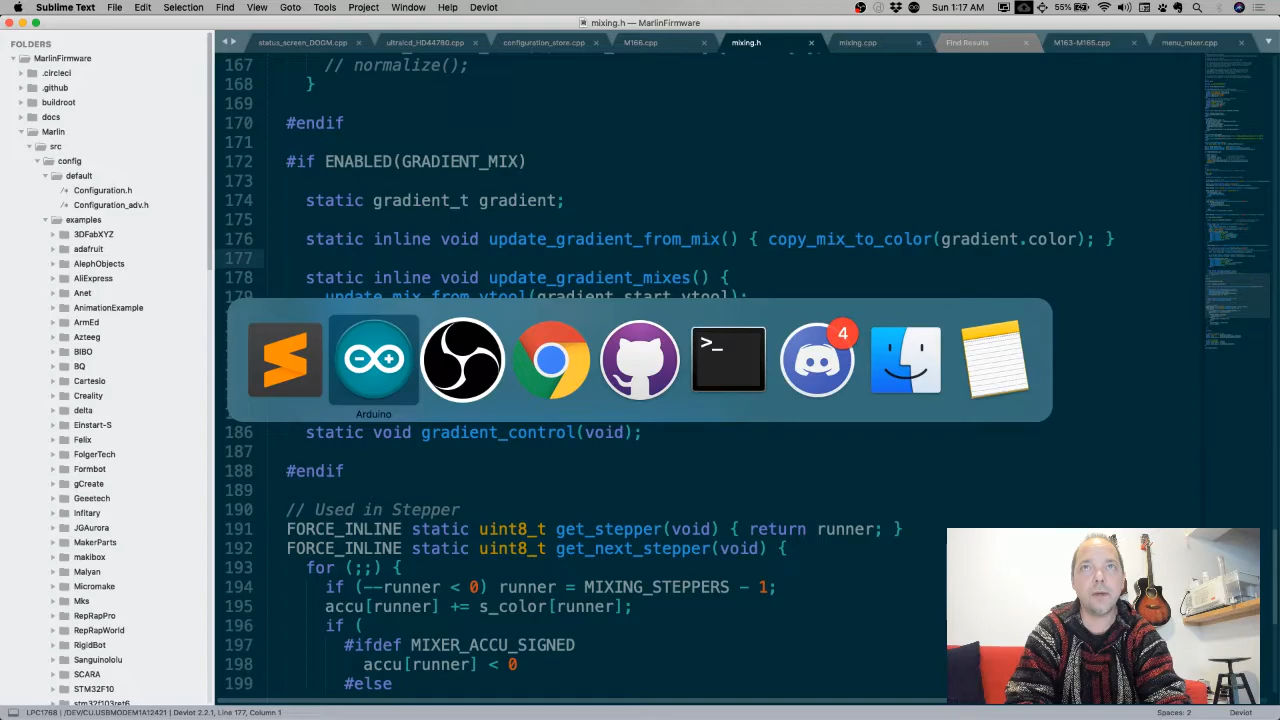 Sublime Text File Edit Selection Find View Goto Tools Project Window Help Deviot 55% Sun 1:17 AM
mixing.h — MarlinFirmware
FOLDERS
status_screen_DOGM.cpp ultralcd_HD44780.cpp configuration_store.cpp M166.cpp mixing.h mixing.cpp Find Results M163-M165.cpp menu_mixer.cpp
MarlinFirmware
.circleci
.github
buildroot
docs
Marlin
src
config
default
Configuration.h
Configuration_adv.h
examples
3DFabXYZ
adafruit
AlephObjects
AliExpress
Anet
AnimationExample
ArmEd
Azteeg
BIBO
BQ
Cartesio
Creality
delta
Einstart-S
Felix
FolgerTech
Formbot
gCreate
Geeetech
Infitary
JGAurora
MakerParts
makibox
Malyan
Micromake
Mks
RepRapPro
RepRapWorld
RigidBot
Sanguinololu
SCARA
STM32F10
stm32f103ret6
167 // normalize();
168 }
169
170 #endif
171
172 #if ENABLED(GRADIENT_MIX)
173
174 static gradient_t gradient;
175
176 static inline void update_gradient_from_mix() { copy_mix_to_color(gradient.color); }
177
178 static inline void update_gradient_mixes() {
179 update_mix_from_vtool(gradient.start_vtool);
4
Arduino
186 static void gradient_control(void);
187
188 #endif
189
190 // Used in Stepper
191 FORCE_INLINE static uint8_t get_stepper(void) { return runner; }
192 FORCE_INLINE static uint8_t get_next_stepper(void) {
193 for (;;) {
194 if (--runner < 0) runner = MIXING_STEPPERS - 1;
195 accu[runner] += s_color[runner];
196 if (
197 #ifdef MIXER_ACCU_SIGNED
198 accu[runner] < 0
199 #else
LPC1768 | /DEV/CU.USBMODEM1A12421 | Deviot 2.2.1, Line 177, Column 1 Spaces: 2 Deviot